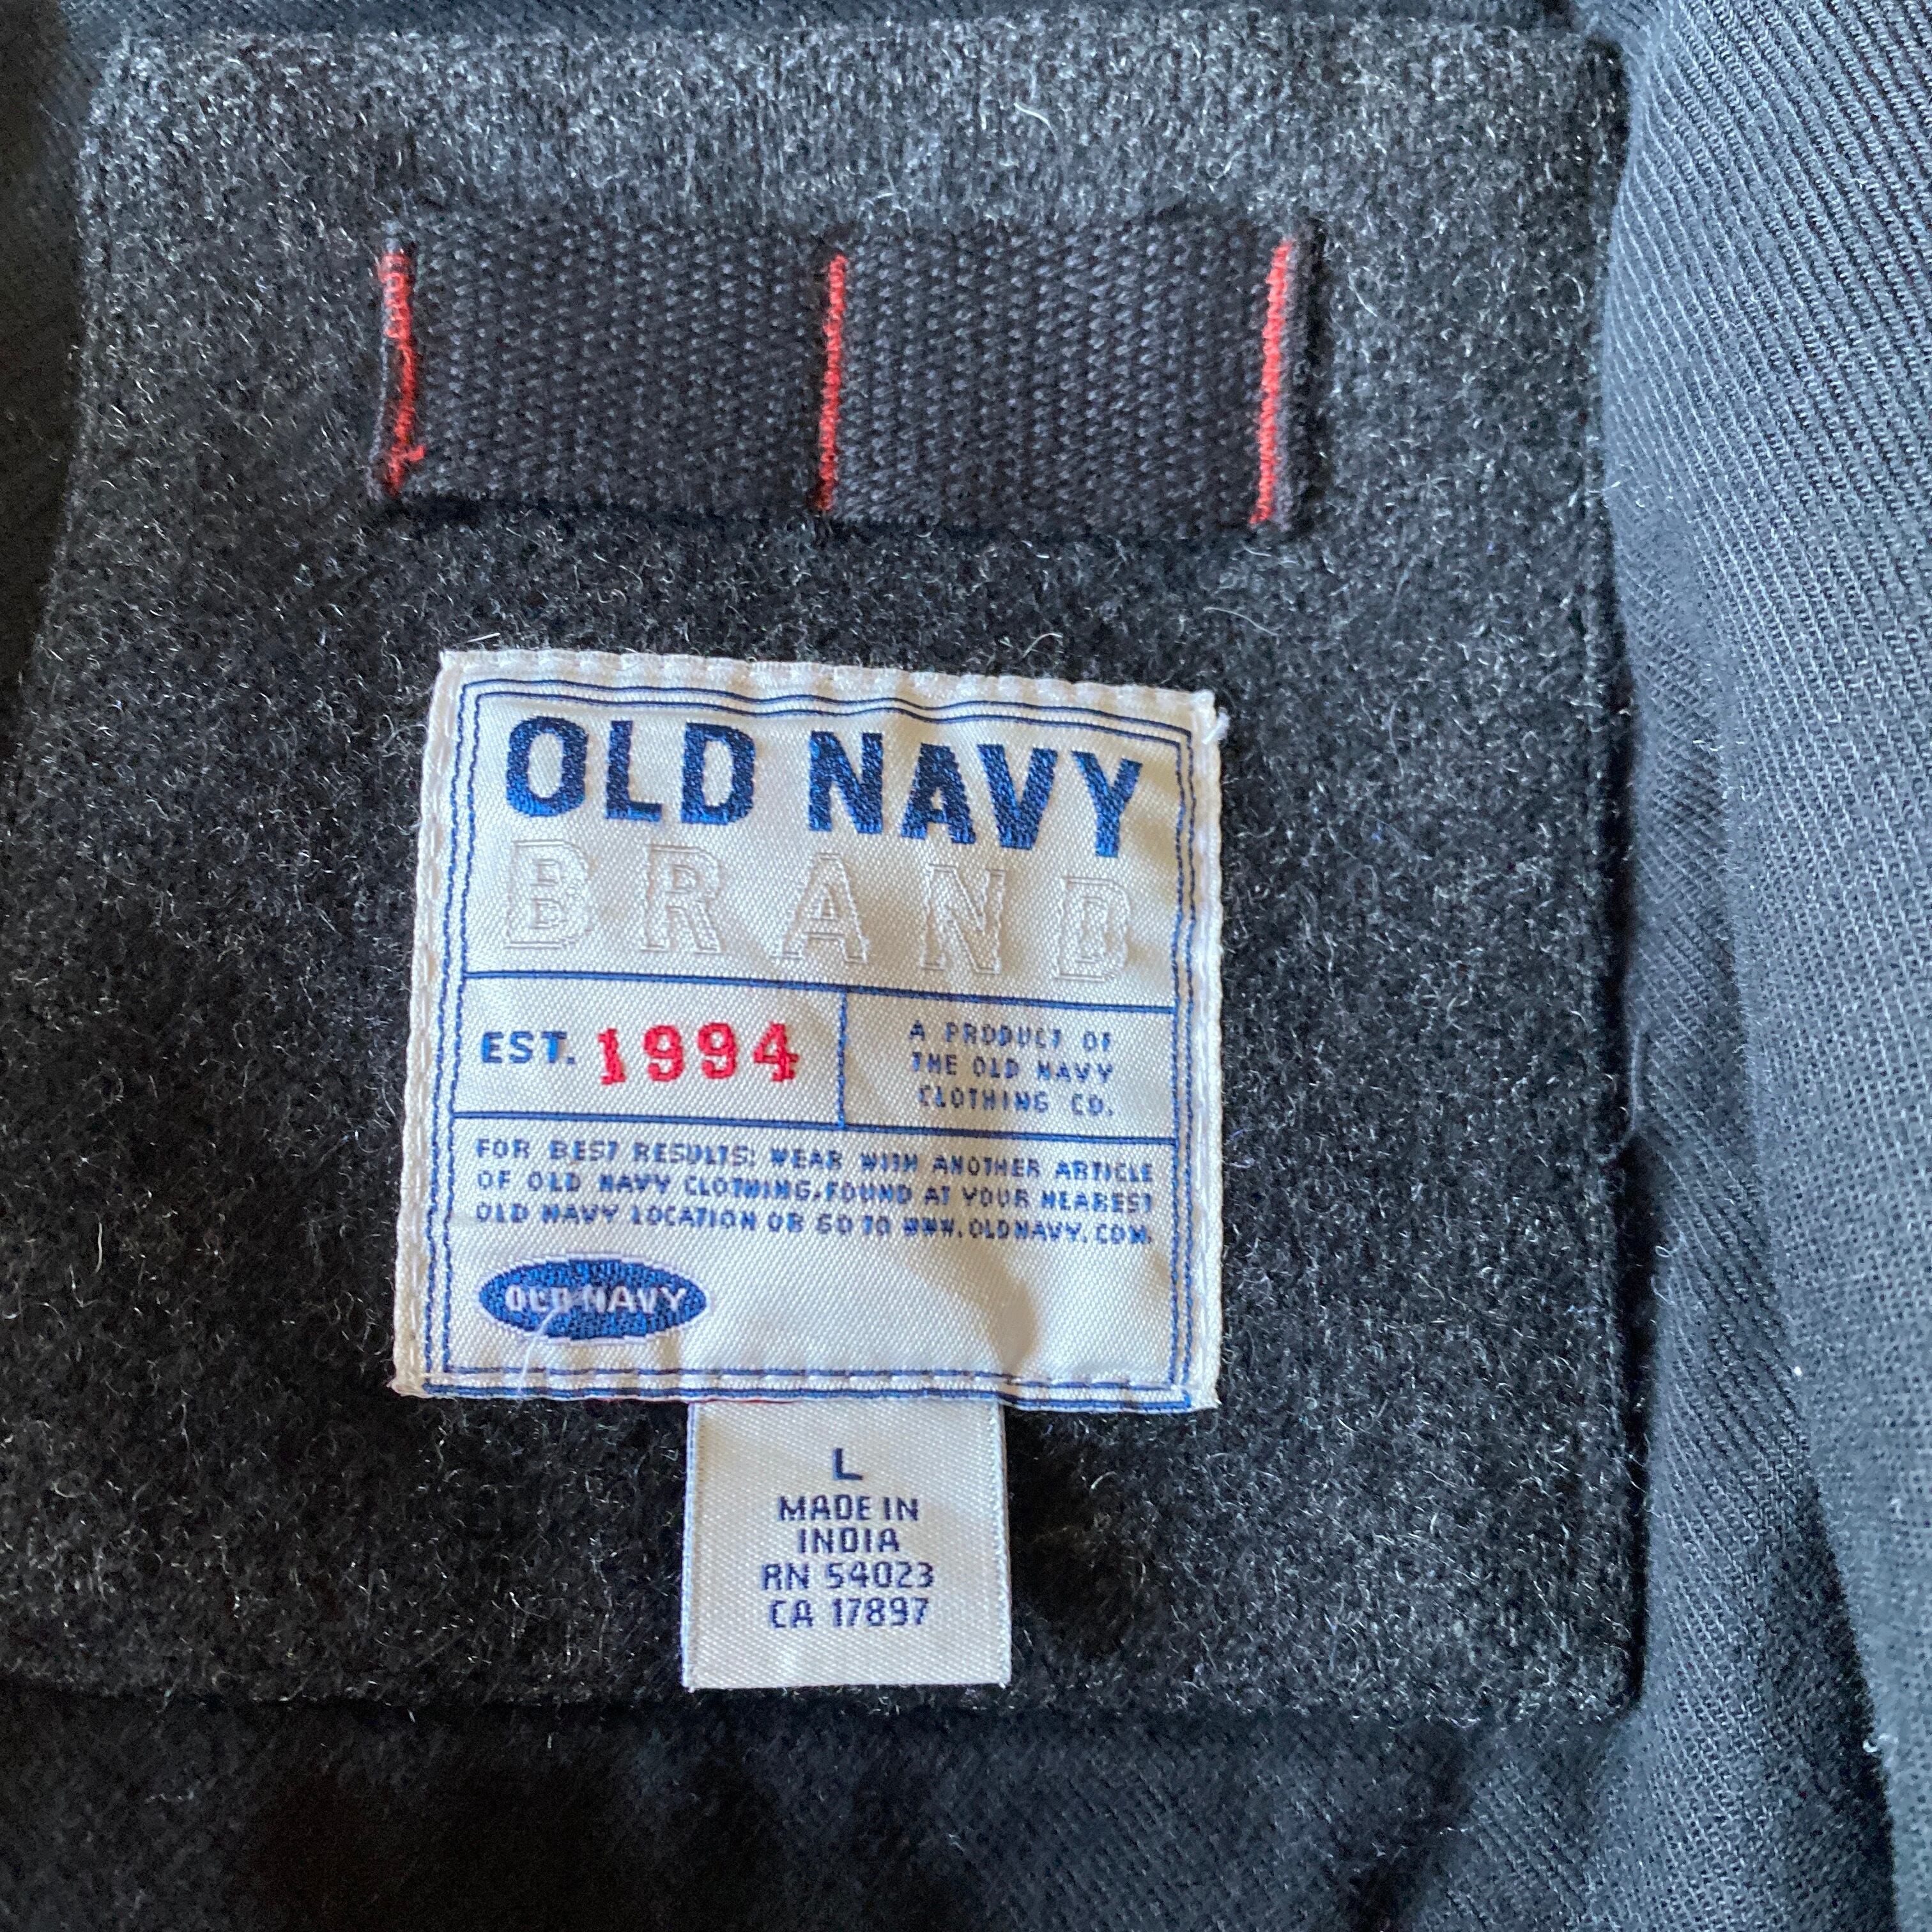 OLD NAVY
BRAND
EST. 1994
A PRODUCT OF
THE OLD NAVY
CLOTHING CO.
FOR BEST RESULTS: WEAR WITH ANOTHER ARTICLE
OF OLD NAVY CLOTHING, FOUND AT YOUR NEAREST
OLD NAVY LOCATION OR GO TO WWW.OLDNAVY.COM.
OLD NAVY
L
MADE IN
INDIA
RN 54023
CA 17897